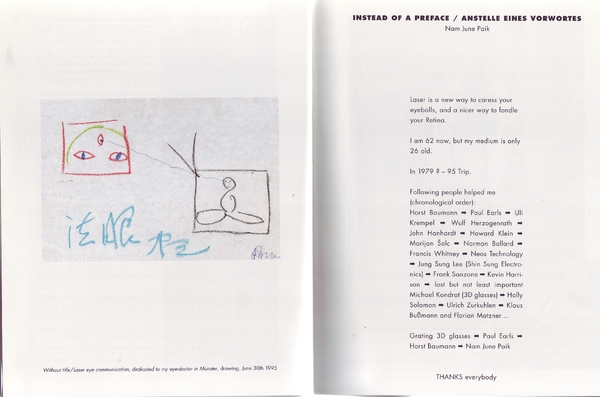 法眼
Without title/Laser eye communication, dedicated to my eye-doctor in Münster, drawing, June 30th 1995
INSTEAD OF A PREFACE / ANSTELLE EINES VORWORTES
Nam June Paik
Laser is a new way to caress your
eyeballs, and a nicer way to fondle
your Retina.
I am 62 now, but my medium is only
26 old.
In 1979 ? – 95 Trip.
Following people helped me
(chronological order):
Horst Baumann ➡ Paul Earls ➡ Uli
Krempel ➡ Wulf Herzogenrath ➡
John Hanhardt ➡ Howard Klein ➡
Marijan Šolc ➡ Norman Ballard ➡
Francis Whitney ➡ Neos Technology
➡ Jung Sung Lee (Shin Sung Electro-
nics) ➡ Frank Sanzone ➡ Kevin Harri-
son ➡ last but not least important
Michael Kondrat (3D glasses) ➡ Holly
Solomon ➡ Ulrich Zurkuhlen ➡ Klaus
Bußmann and Florian Matzner...
Grating 3D glasses ➡ Paul Earls ➡
Horst Baumann ➡ Nam June Paik
THANKS everybody